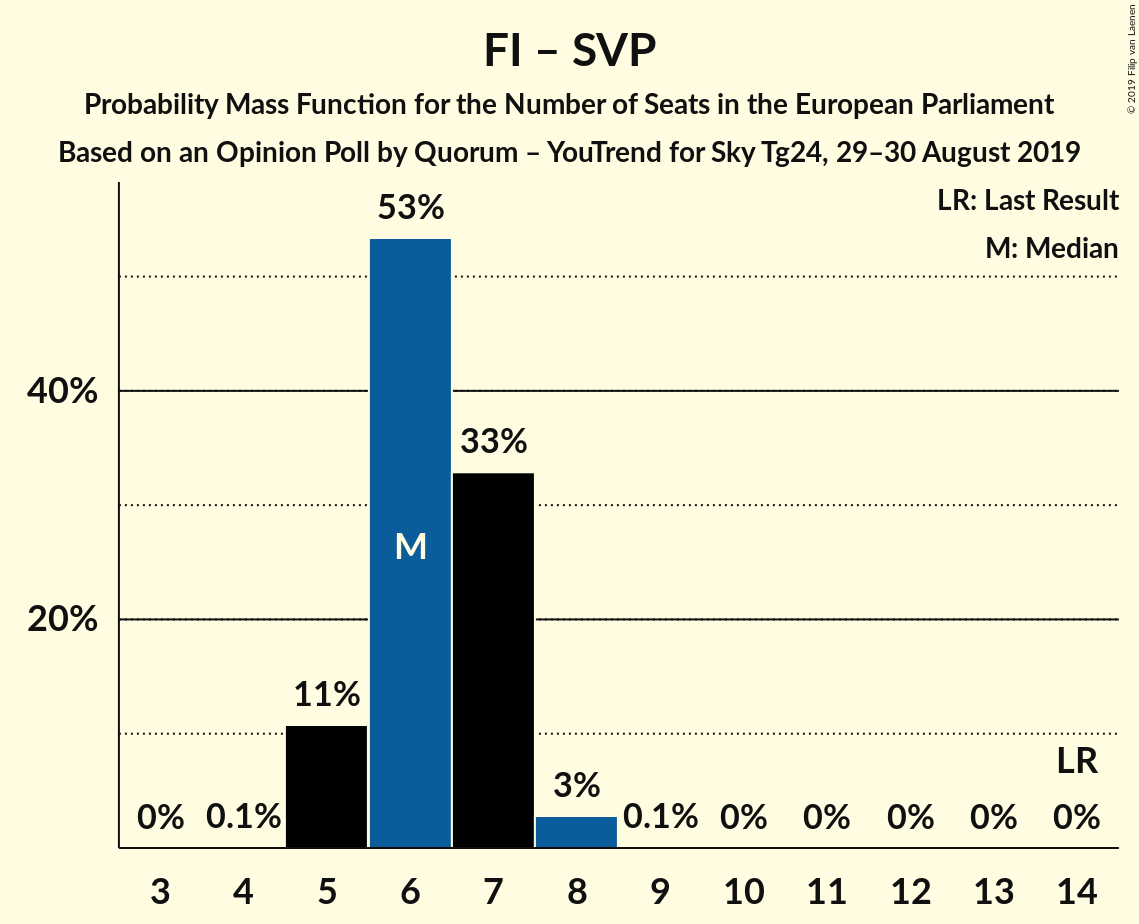 FI – SVP
Probability Mass Function for the Number of Seats in the European Parliament
Based on an Opinion Poll by Quorum – YouTrend for Sky Tg24, 29–30 August 2019
© 2019 Filip van Laenen
LR: Last Result
M: Median
53%
40%
33%
M
20%
11%
LR
3%
0% 0.1% 0.1% 0% 0% 0% 0% 0%
3 4 5 6 7 8 9 10 11 12 13 14